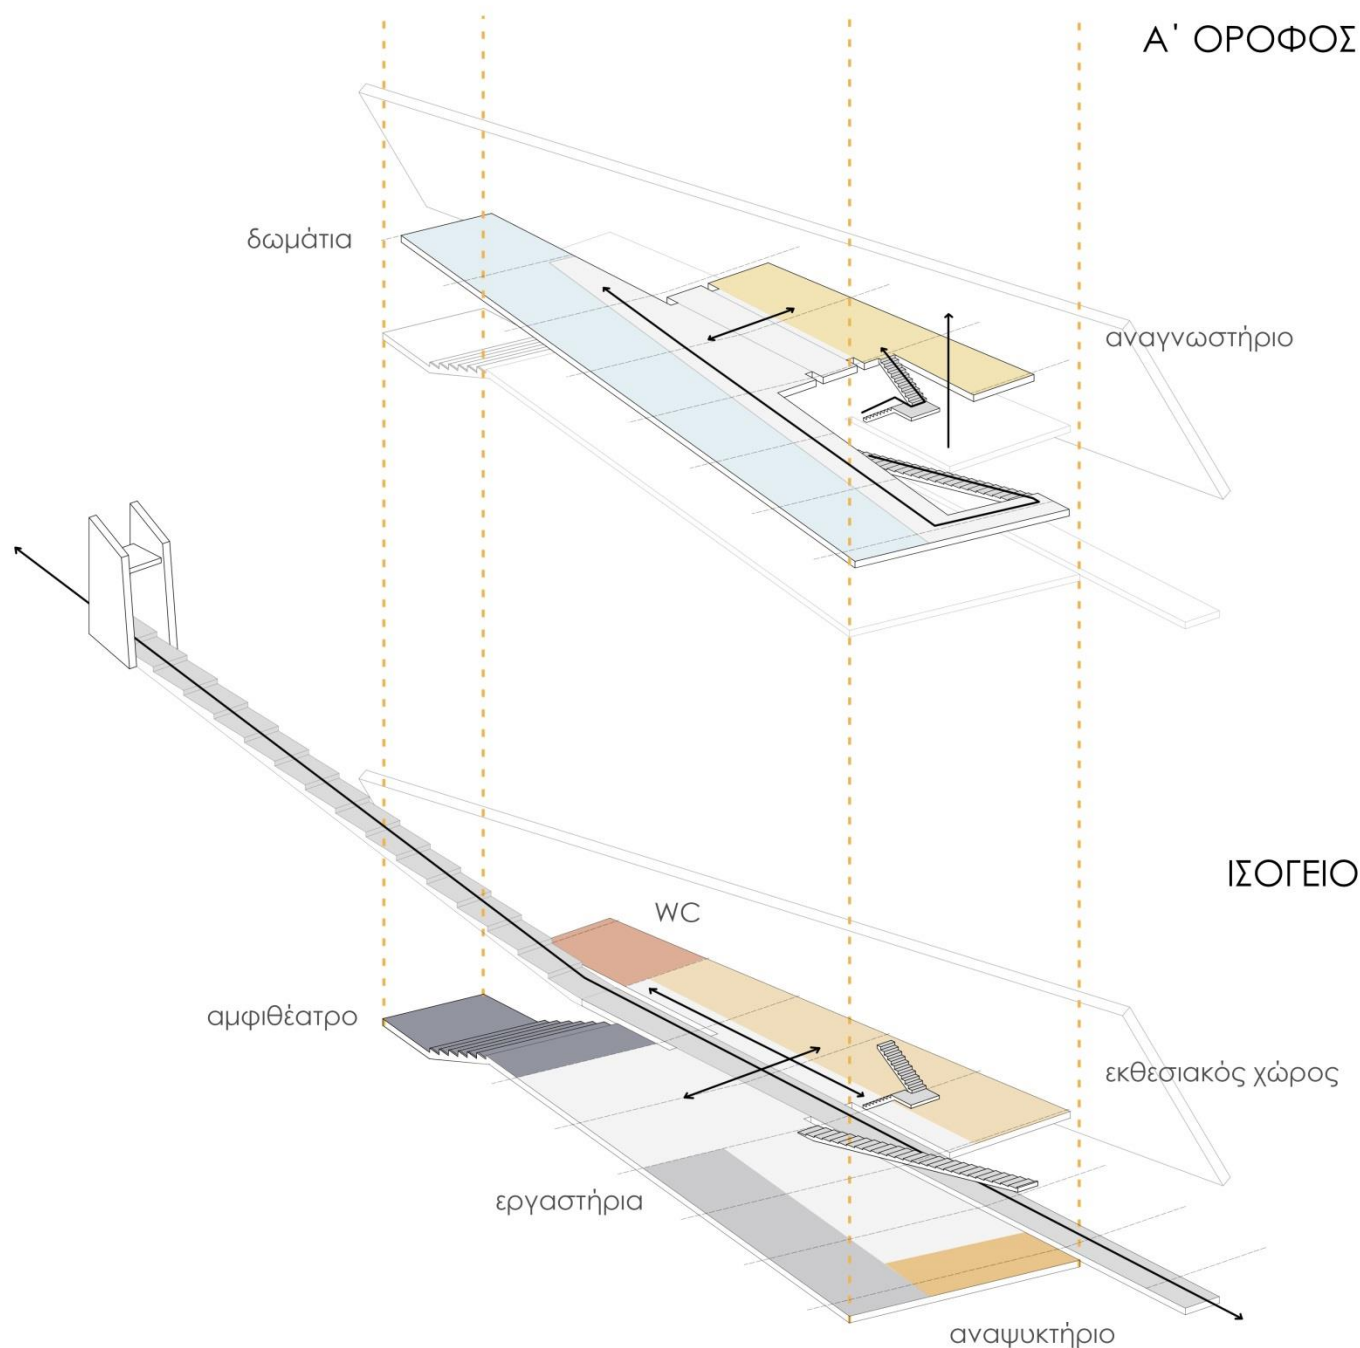 Α' ΟΡΟΦΟΣ
δωμάτια
αναγνωστήριο
ΙΣΟΓΕΙΟ
WC
αμφιθέατρο
εκθεσιακός χώρος
εργαστήρια
αναψυκτήριο